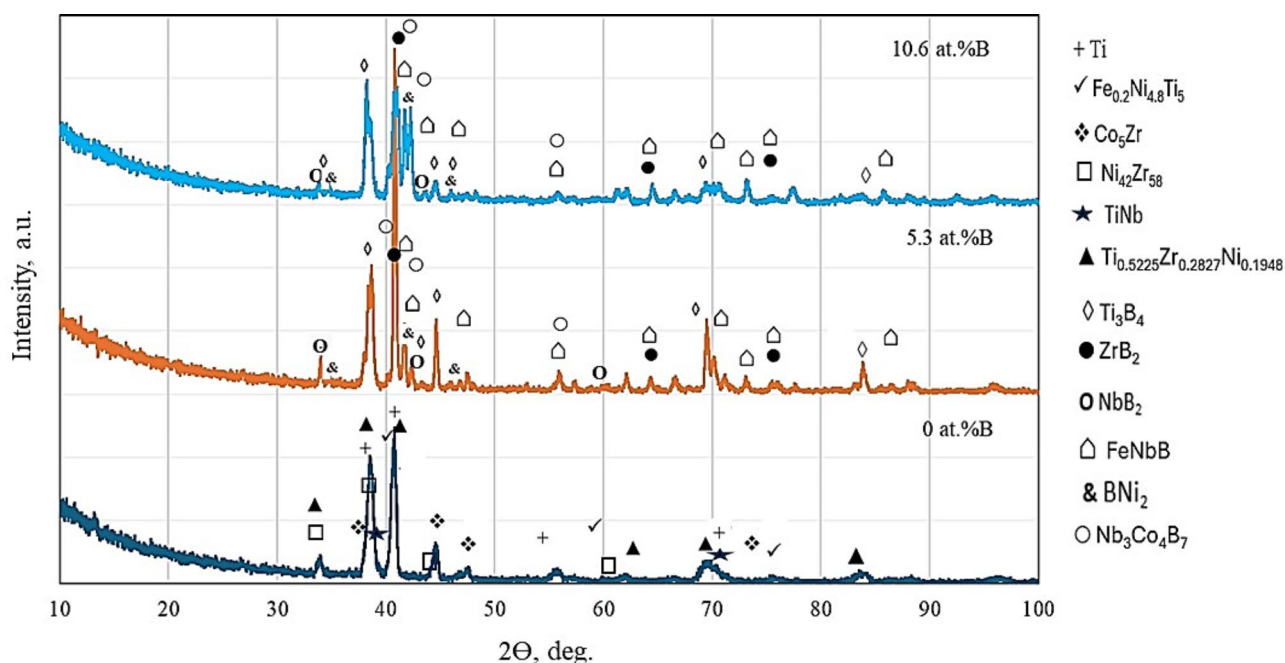 10.6 at.%B
5.3 at.%B
0 at.%B
& & & & & & &
Intensity, a.u.
10 20 30 40 50 60 70 80 90 100
2Θ, deg.
+ Ti
✓ Fe0.2Ni4.8Ti5
❖ Co5Zr
□ Ni42Zr58
★ TiNb
▲ Ti0.5225Zr0.2827Ni0.1948
◊ Ti3B4
● ZrB2
O NbB2
⌂ FeNbB
& BNi2
○ Nb3Co4B7